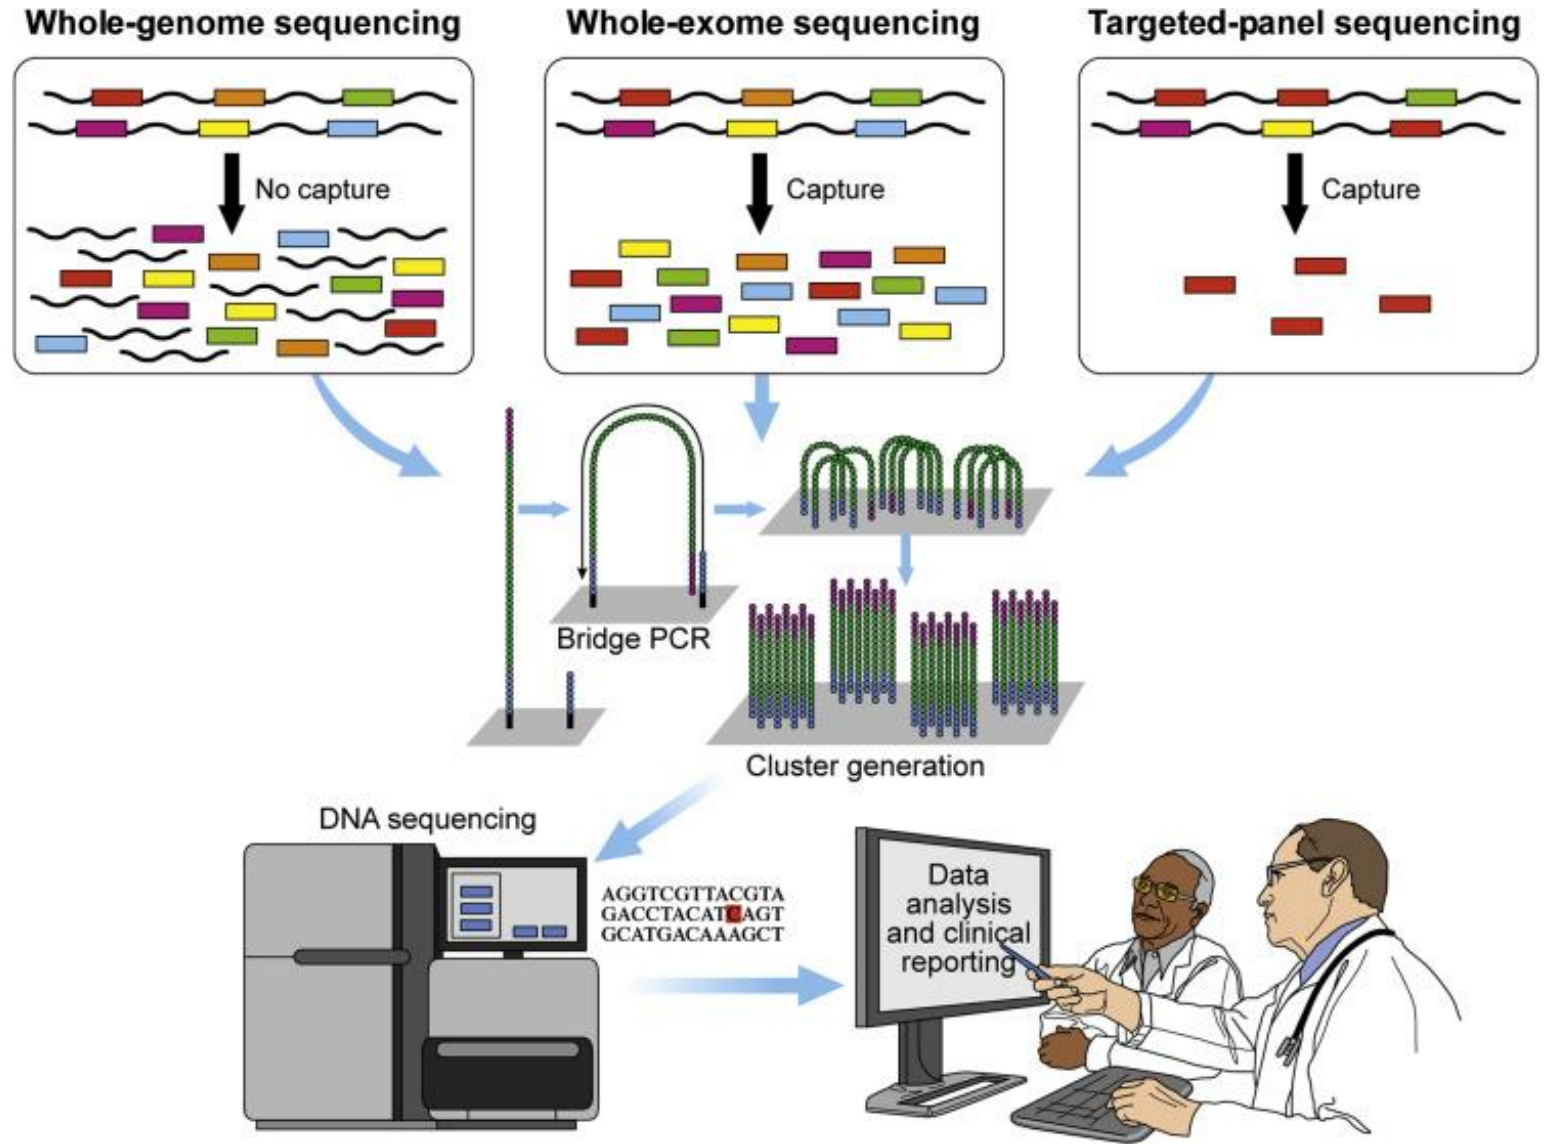 Whole-genome sequencing
Whole-exome sequencing
Targeted-panel sequencing
No capture
Capture
Capture
Bridge PCR
Cluster generation
DNA sequencing
AGGTCGTTACGTA
GACCTACATCAGT
GCATGACAAAGCT
Data
analysis
and clinical
reporting